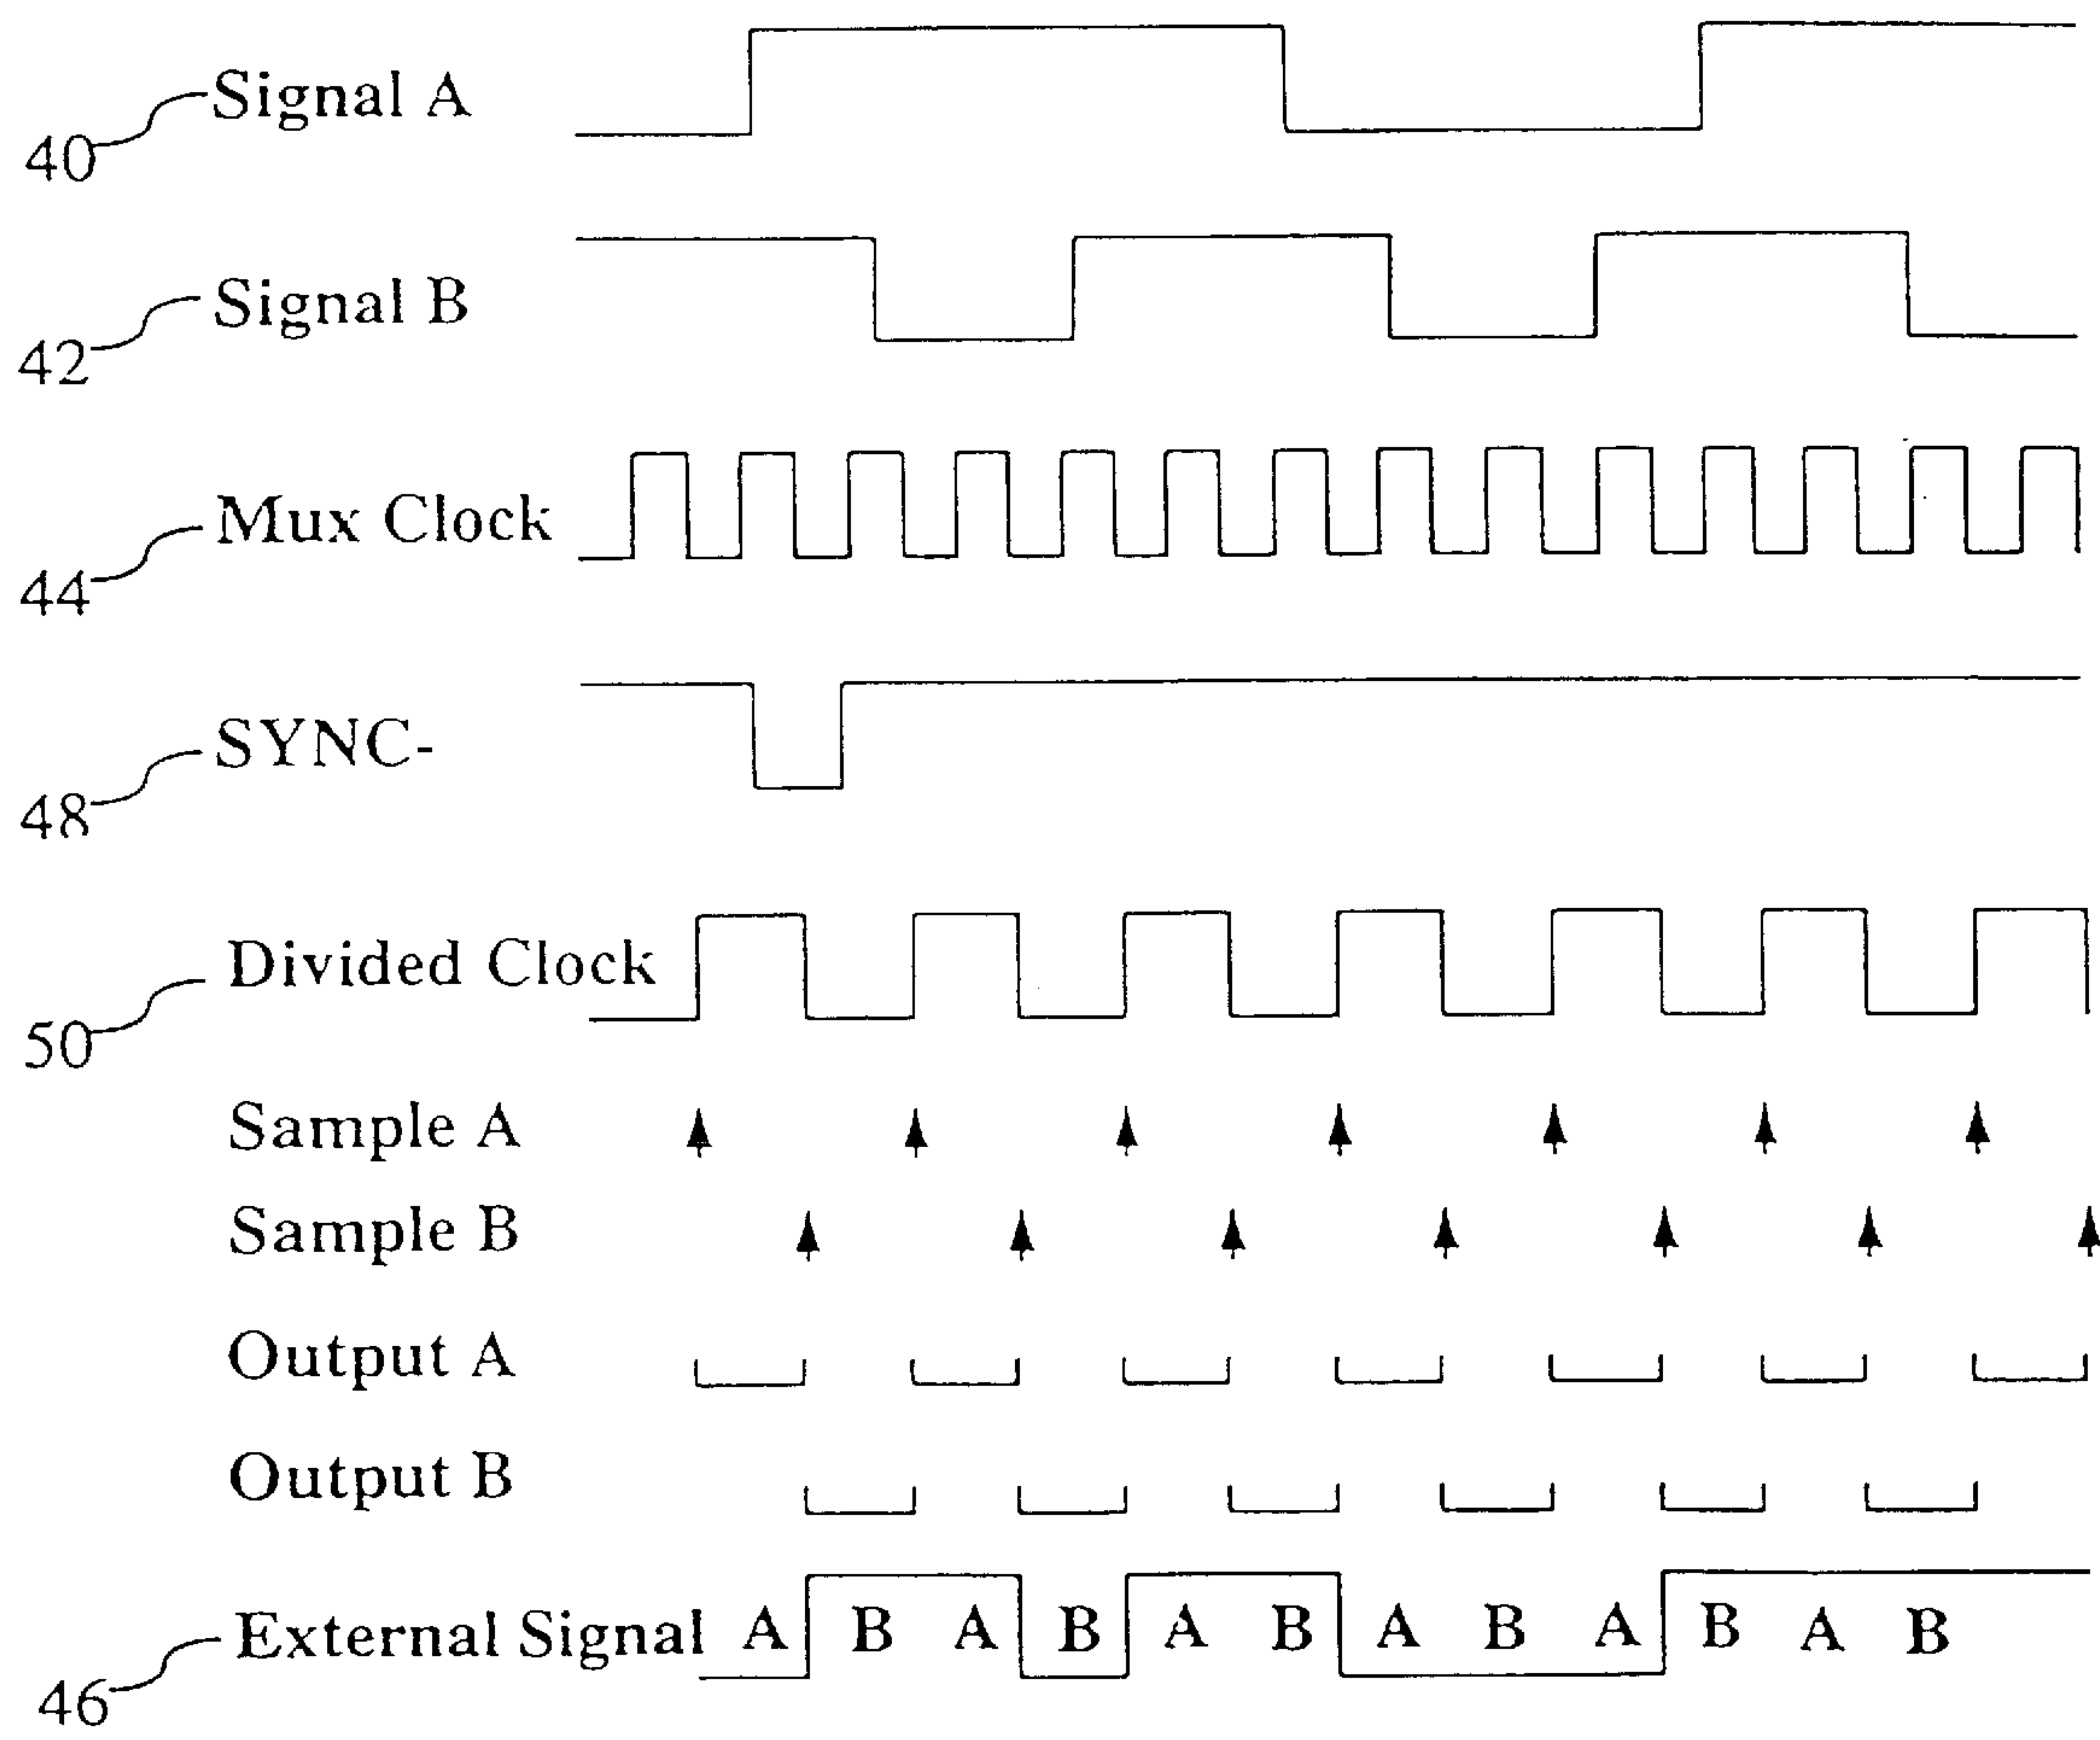 Signal A
40
Signal B
42
Mux Clock
44
SYNC-
48
Divided Clock
50
Sample A
Sample B
Output A
Output B
External Signal A B A B A B A B A B A B
46